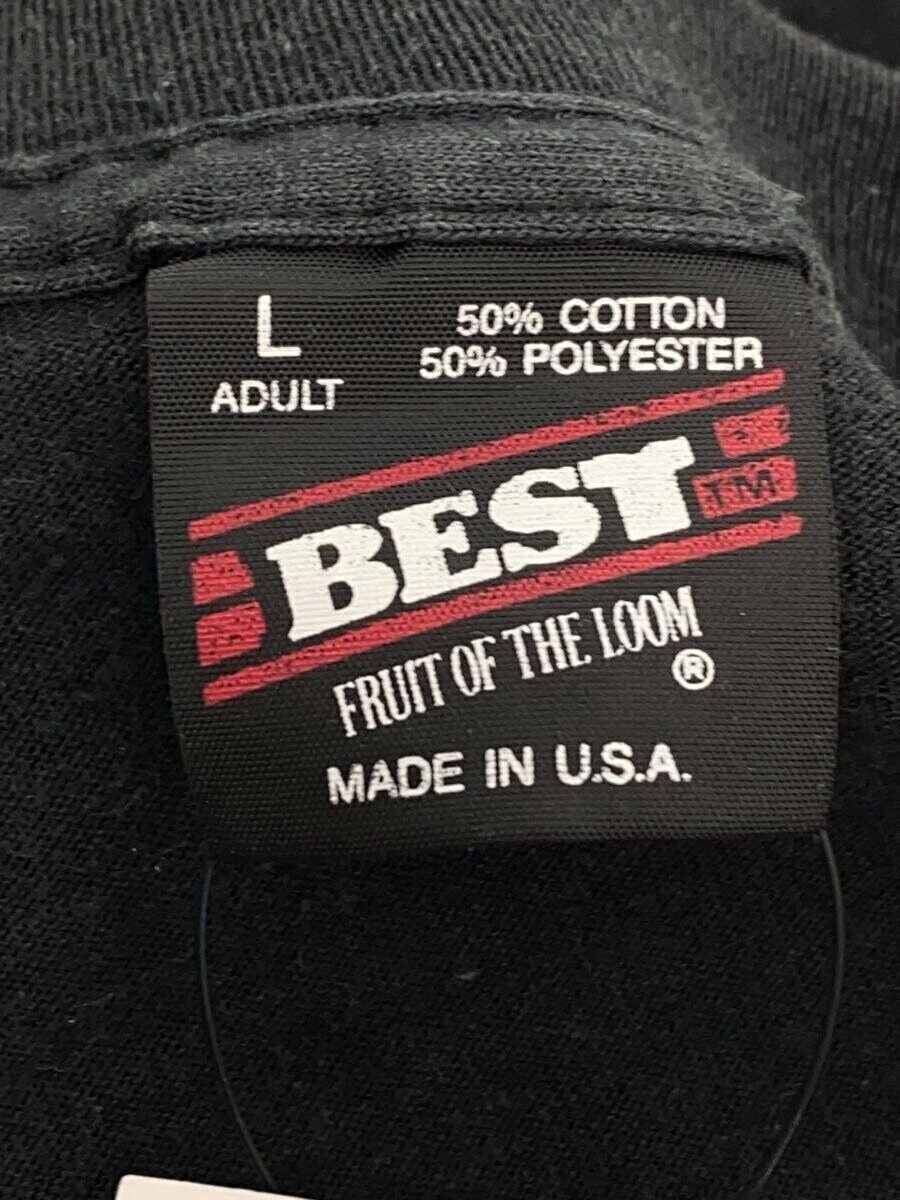 L
ADULT
50% COTTON
50% POLYESTER
BEST
TM
FRUIT OF THE LOOM
®
MADE IN U.S.A.